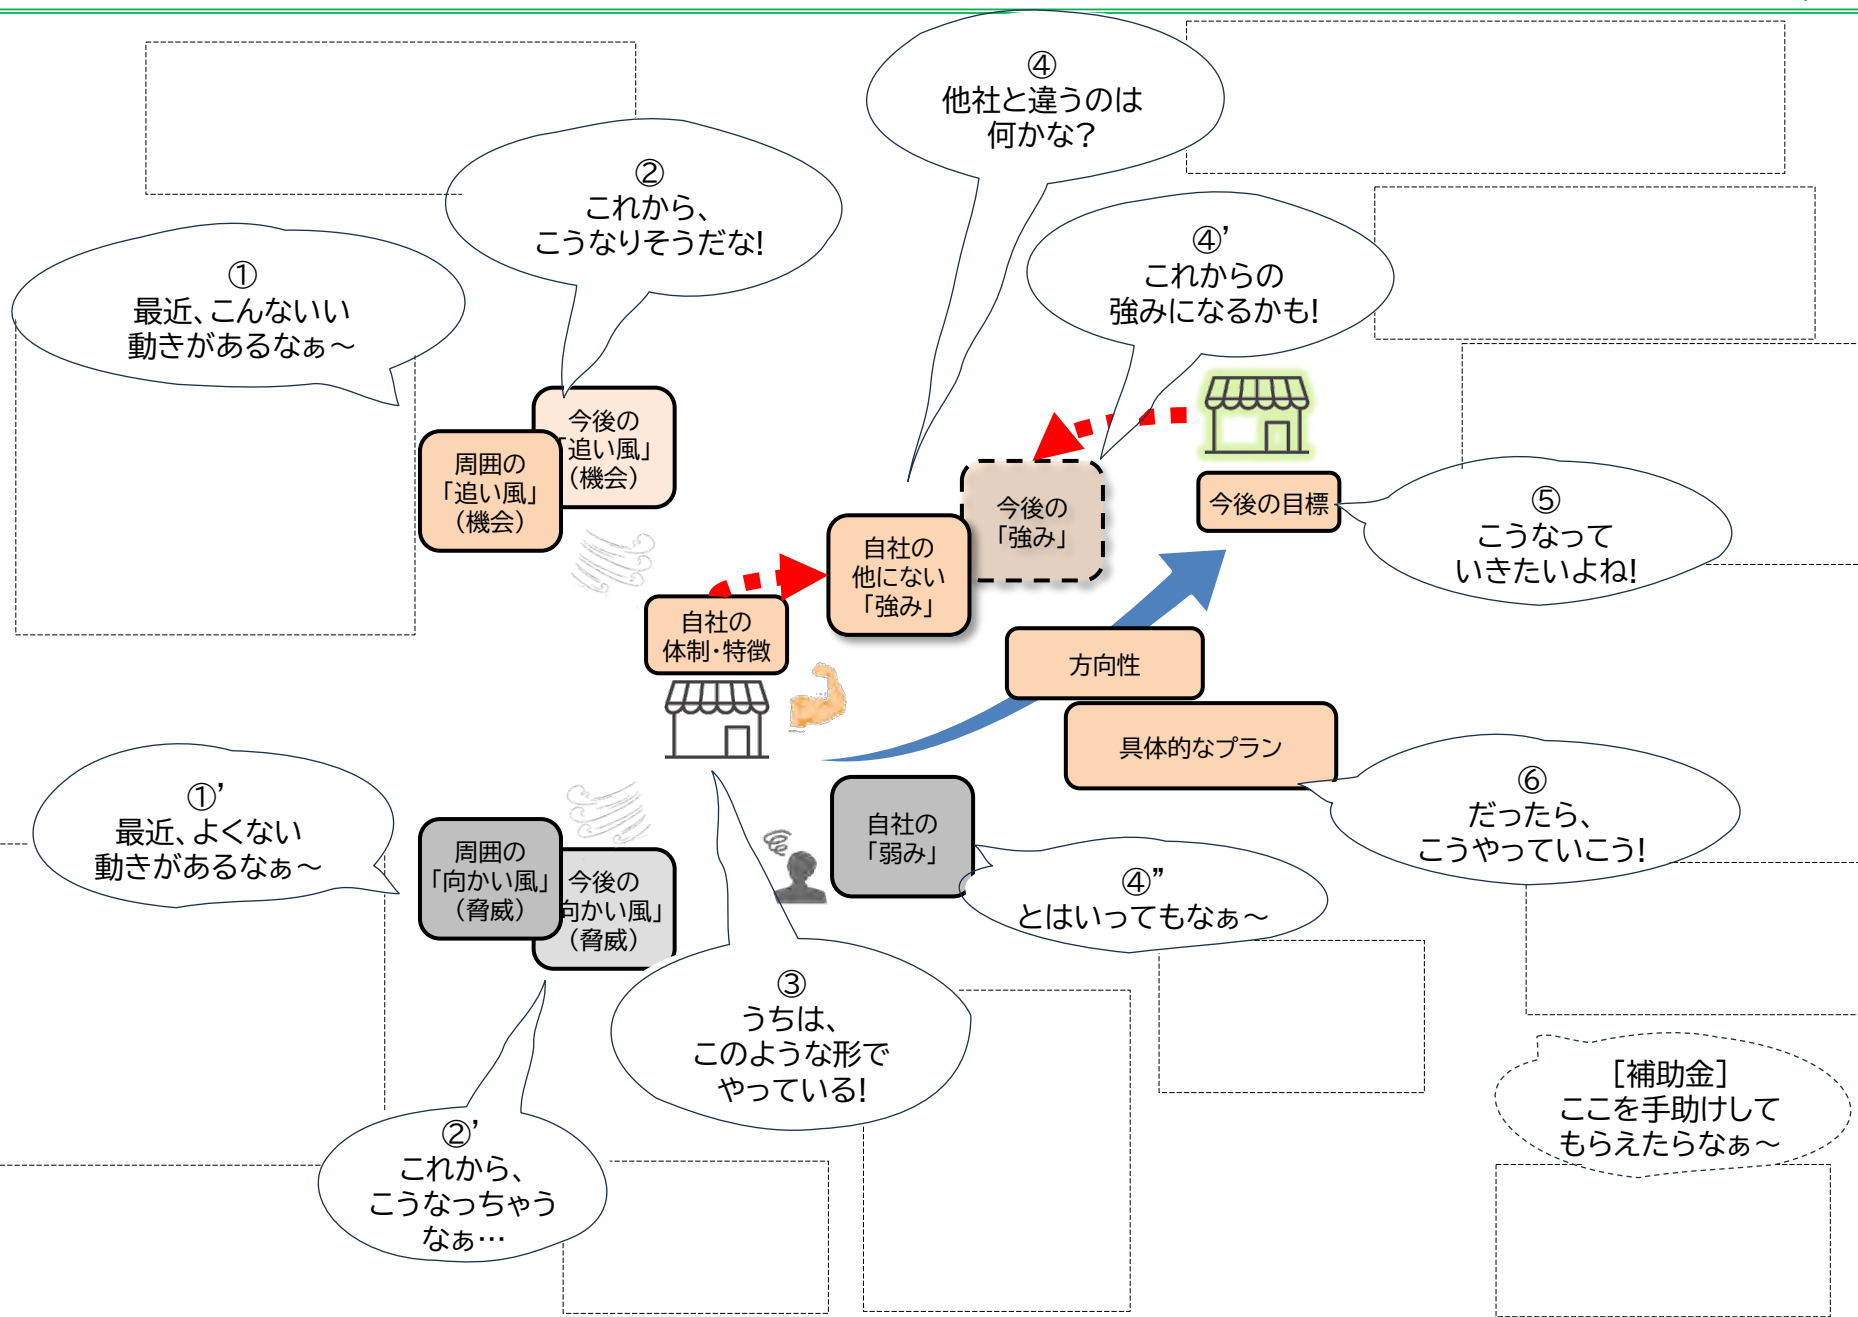 ④
他社と違うのは
何かな?
②
これから、
こうなりそうだな!
④’
これからの
強みになるかも!
①
最近、こんないい
動きがあるなぁ～
今後の
「追い風」
（機会）
周囲の
「追い風」
（機会）
今後の
「強み」
自社の
他にない
「強み」
今後の目標
⑤
こうなって
いきたいよね!
自社の
体制・特徴
方向性
具体的なプラン
①’
最近、よくない
動きがあるなぁ～
周囲の
「向かい風」
（脅威）
今後の
向かい風」
（脅威）
自社の
「弱み」
④”
とはいってもなぁ～
⑥
だったら、
こうやっていこう!
③
うちは、
このような形で
やっている!
②’
これから、
こうなっちゃう
なぁ…
［補助金］
ここを手助けして
もらえたらなぁ～